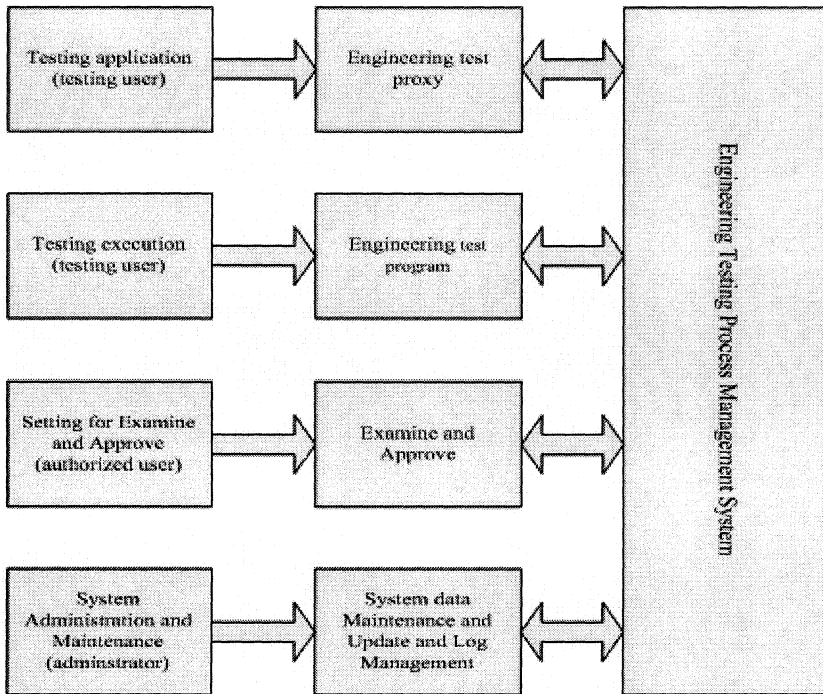 Testing application
(testing user)
Engineering test
proxy
Testing execution
(testing user)
Engineering test
program
Setting for Examine
and Approve
(authorized user)
Examine and
Approve
System
Administration and
Maintenance
(adminstrator)
System data
Maintenance and
Update and Log
Management
Engineering Testing Process Management System